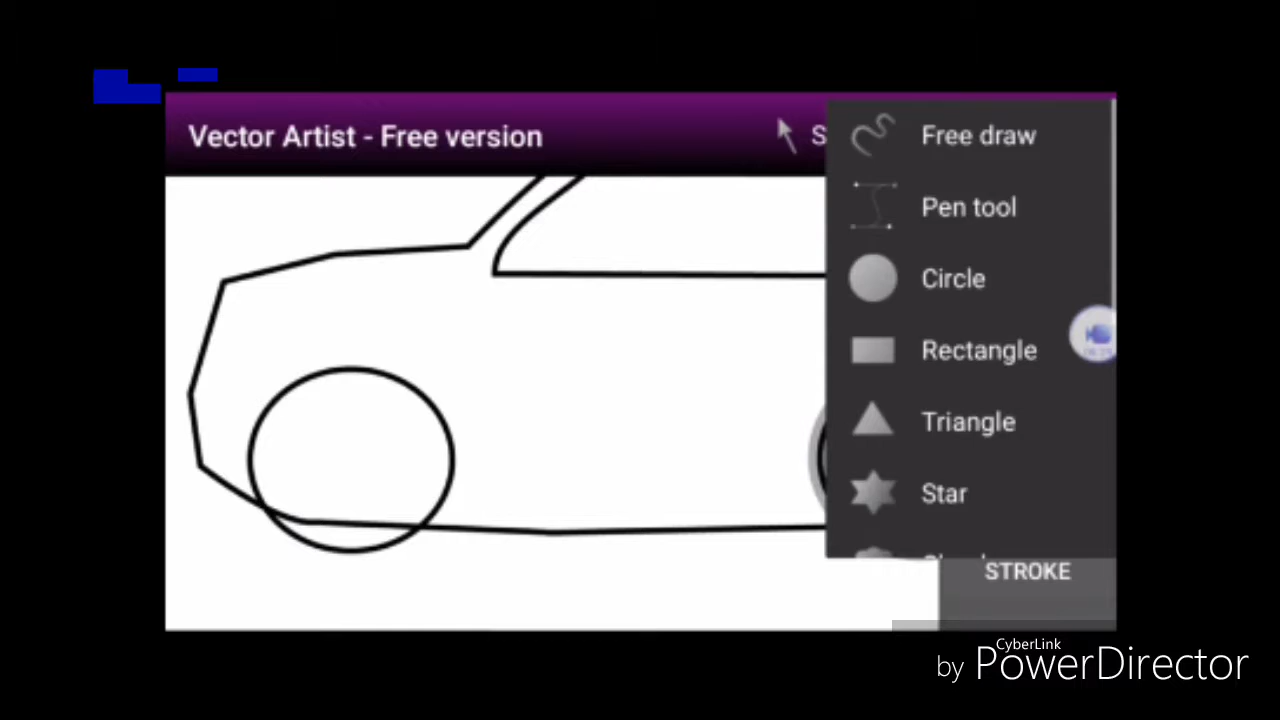 Vector Artist - Free version
S
Free draw
Pen tool
Circle
Rectangle
Triangle
Star
STROKE
CyberLink
by PowerDirector